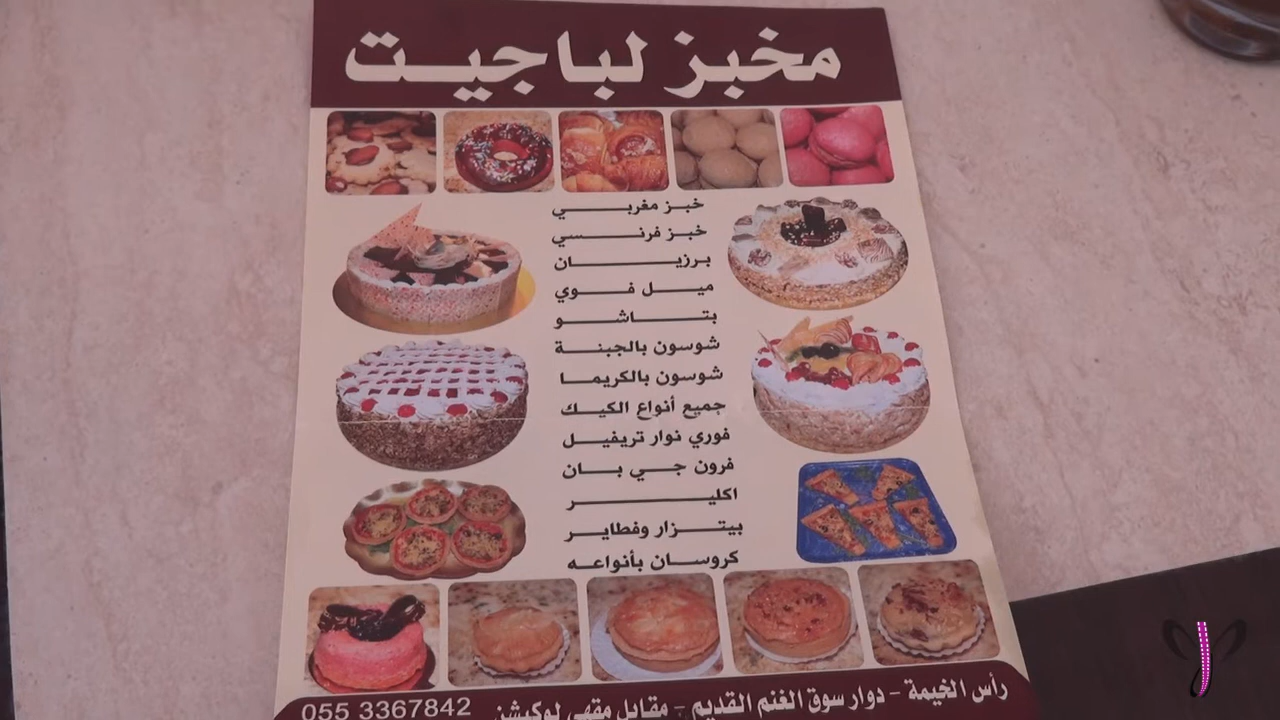 مخبز لباجيت
خبز مغربي
خبز فرنسي
برزيان
ميل فوي
بتاشو
شوسون بالجبنة
شوسون بالكريما
جميع أنواع الكيك
فوري نوار تريفيل
فرون جي بان
اكلير
بيتزار وفطاير
كروسان بأنواعه
رأس الخيمة - دوار سوق الغنم القديم - مقابل مقهى لوكيشن
055 3367842